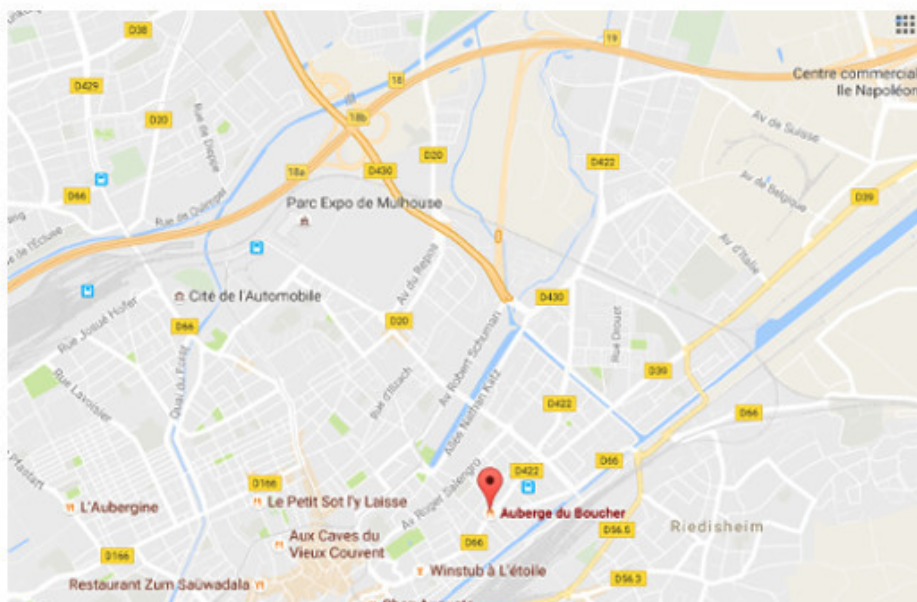 D38
19
18
D429
Centre commercial
Ile Napoléon
D20
Rue de Dieppe
18b
Av de Suisse
D20
D422
18a
D430
Av de Belgique
D66
Rue de Quimper
Parc Expo de Mulhouse
D39
Av d'Italie
Av du Repos
Cité de l'Automobile
D430
Rue Josué Hofer
D66
D20
Av Robert Schuman
Rue Drouet
Quai du Forst
Rue Lavoisier
Rue d'Illzach
Allée Nathan Katz
D39
D422
D66
Pfastatt
D166
Av Roger Salengro
D422
D66
L'Aubergine
Le Petit Sot l'y Laisse
Auberge du Boucher
Riedisheim
Aux Caves du
Vieux Couvent
D66
D56.5
D166
Winstub à L'étoile
Restaurant Zum Saüwadala
D56.3